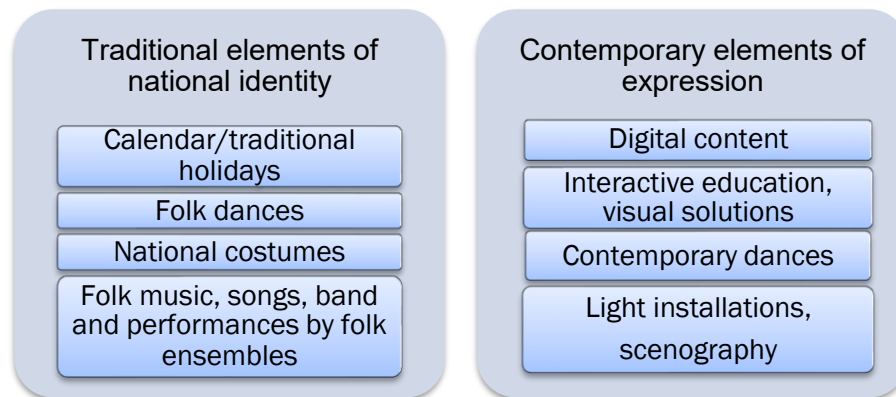 Traditional elements of
national identity
Calendar/traditional
holidays
Folk dances
National costumes
Folk music, songs, band
and performances by folk
ensembles
Contemporary elements of
expression
Digital content
Interactive education,
visual solutions
Contemporary dances
Light installations,
scenography